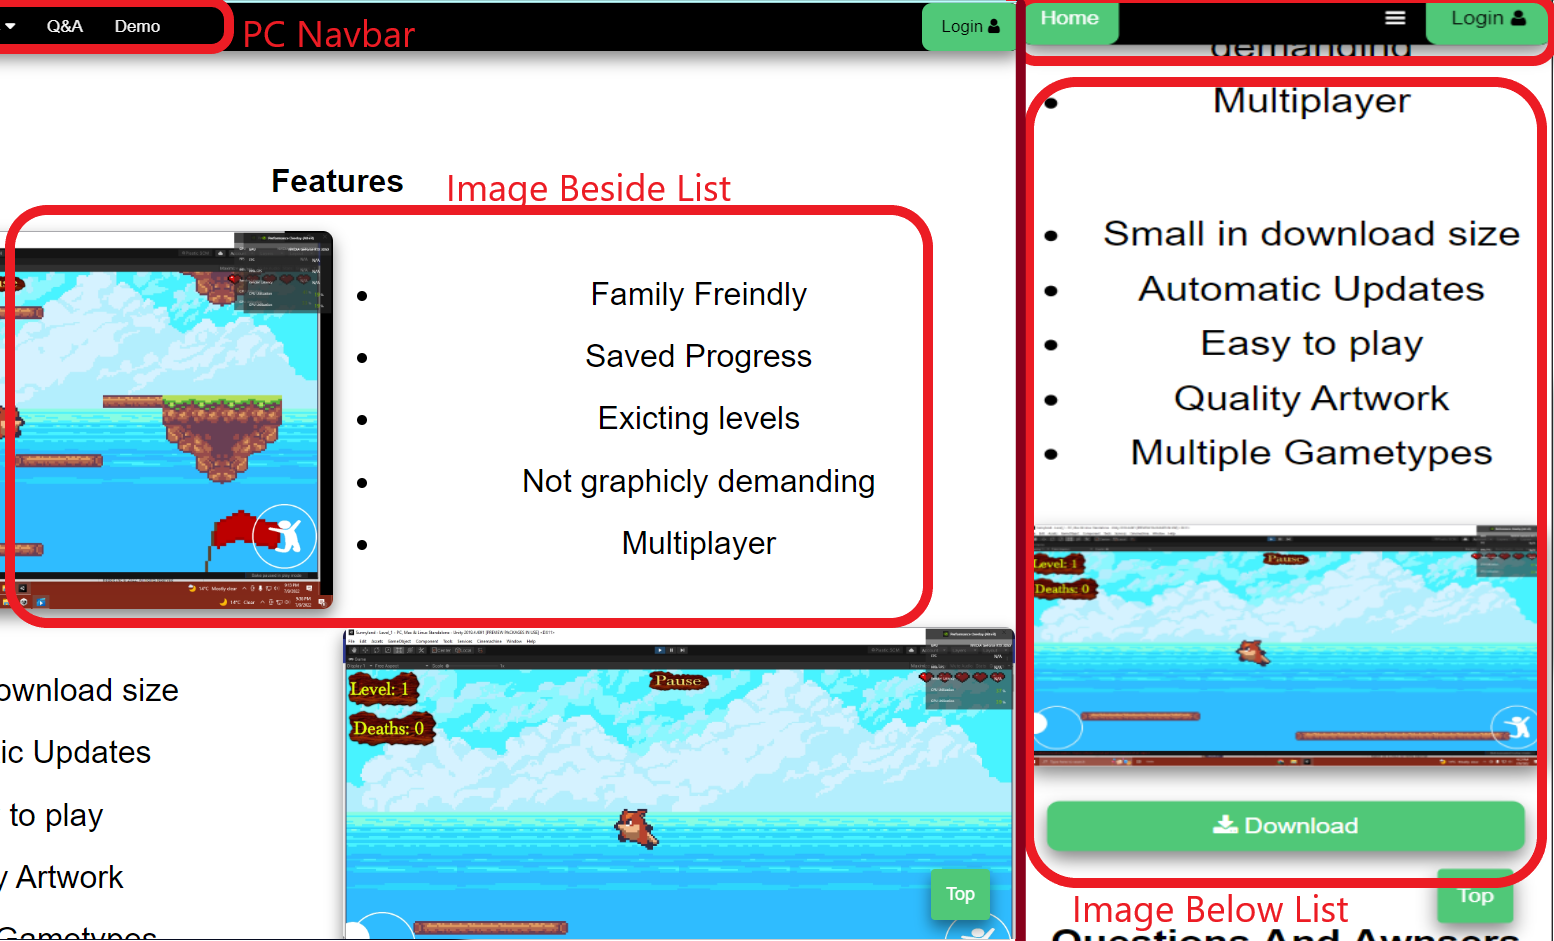 Q&A Demo
PC Navbar
Login
Features
Image Beside List
Family Freindly
Saved Progress
Exicting levels
Not graphicly demanding
Multiplayer
ownload size
ic Updates
to play
y Artwork
Gametypes
Level: 1
Deaths: 0
Pause
Top
Home
Login
demanding
Multiplayer
Small in download size
Automatic Updates
Easy to play
Quality Artwork
Multiple Gametypes
Level: 1
Deaths: 0
Pause
Download
Top
Image Below List
Questions And Awnsers